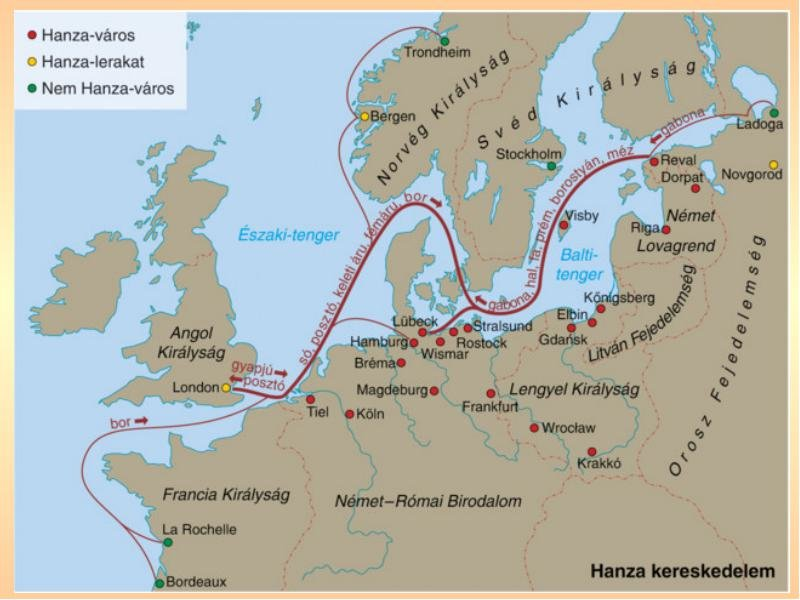 Hanza-város
Hanza-lerakat
Nem Hanza-város
Trondheim
Bergen
Norvég Királyság
Svéd Királyság
Stockholm
gabona
Ladoga
Reval
Dorpat
Novgorod
Visby
Riga
Német
Lovagrend
Északi-tenger
Balti-
tenger
só, posztó, keleti áru, fémáru, bor
gabona, hal, fa, prém, borostyán, méz
Königsberg
Elbin
Gdańsk
Litván Fejedelemség
Orosz Fejedelemség
Lübeck
Stralsund
Hamburg
Wismar
Rostock
Bréma
Angol
Királyság
gyapjú
posztó
London
Magdeburg
Lengyel Királyság
Frankfurt
Tiel
Köln
Wrocław
Krakkó
bor
Francia Királyság
Német–Római Birodalom
La Rochelle
Bordeaux
Hanza kereskedelem